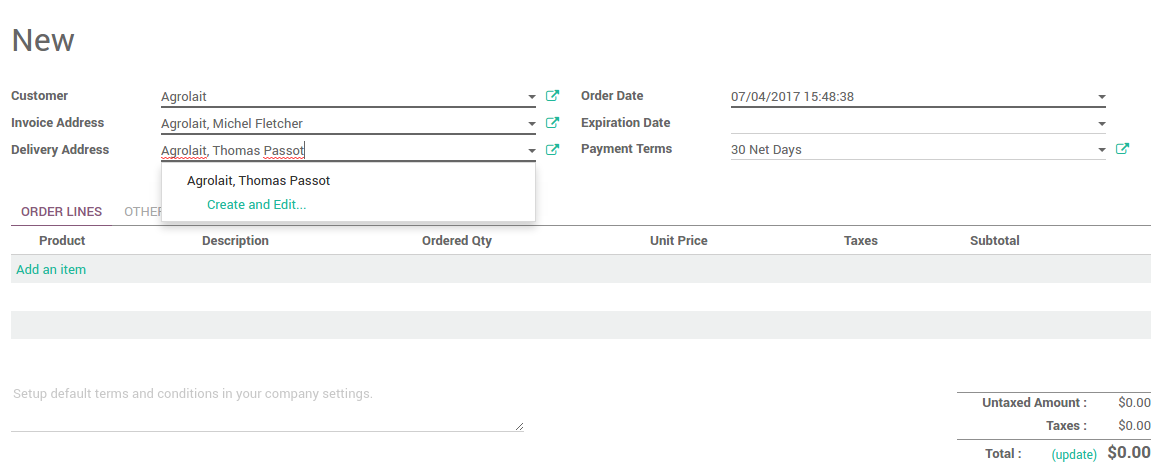 New
Customer Agrolait Order Date 07/04/2017 15:48:38
Invoice Address Agrolait, Michel Fletcher Expiration Date
Delivery Address Agrolait, Thomas Passot Payment Terms 30 Net Days
Agrolait, Thomas Passot
Create and Edit...
ORDER LINES OTHER
Product Description Ordered Qty Unit Price Taxes Subtotal
Add an item
Setup default terms and conditions in your company settings.
Untaxed Amount : $0.00
Taxes : $0.00
Total : (update) $0.00